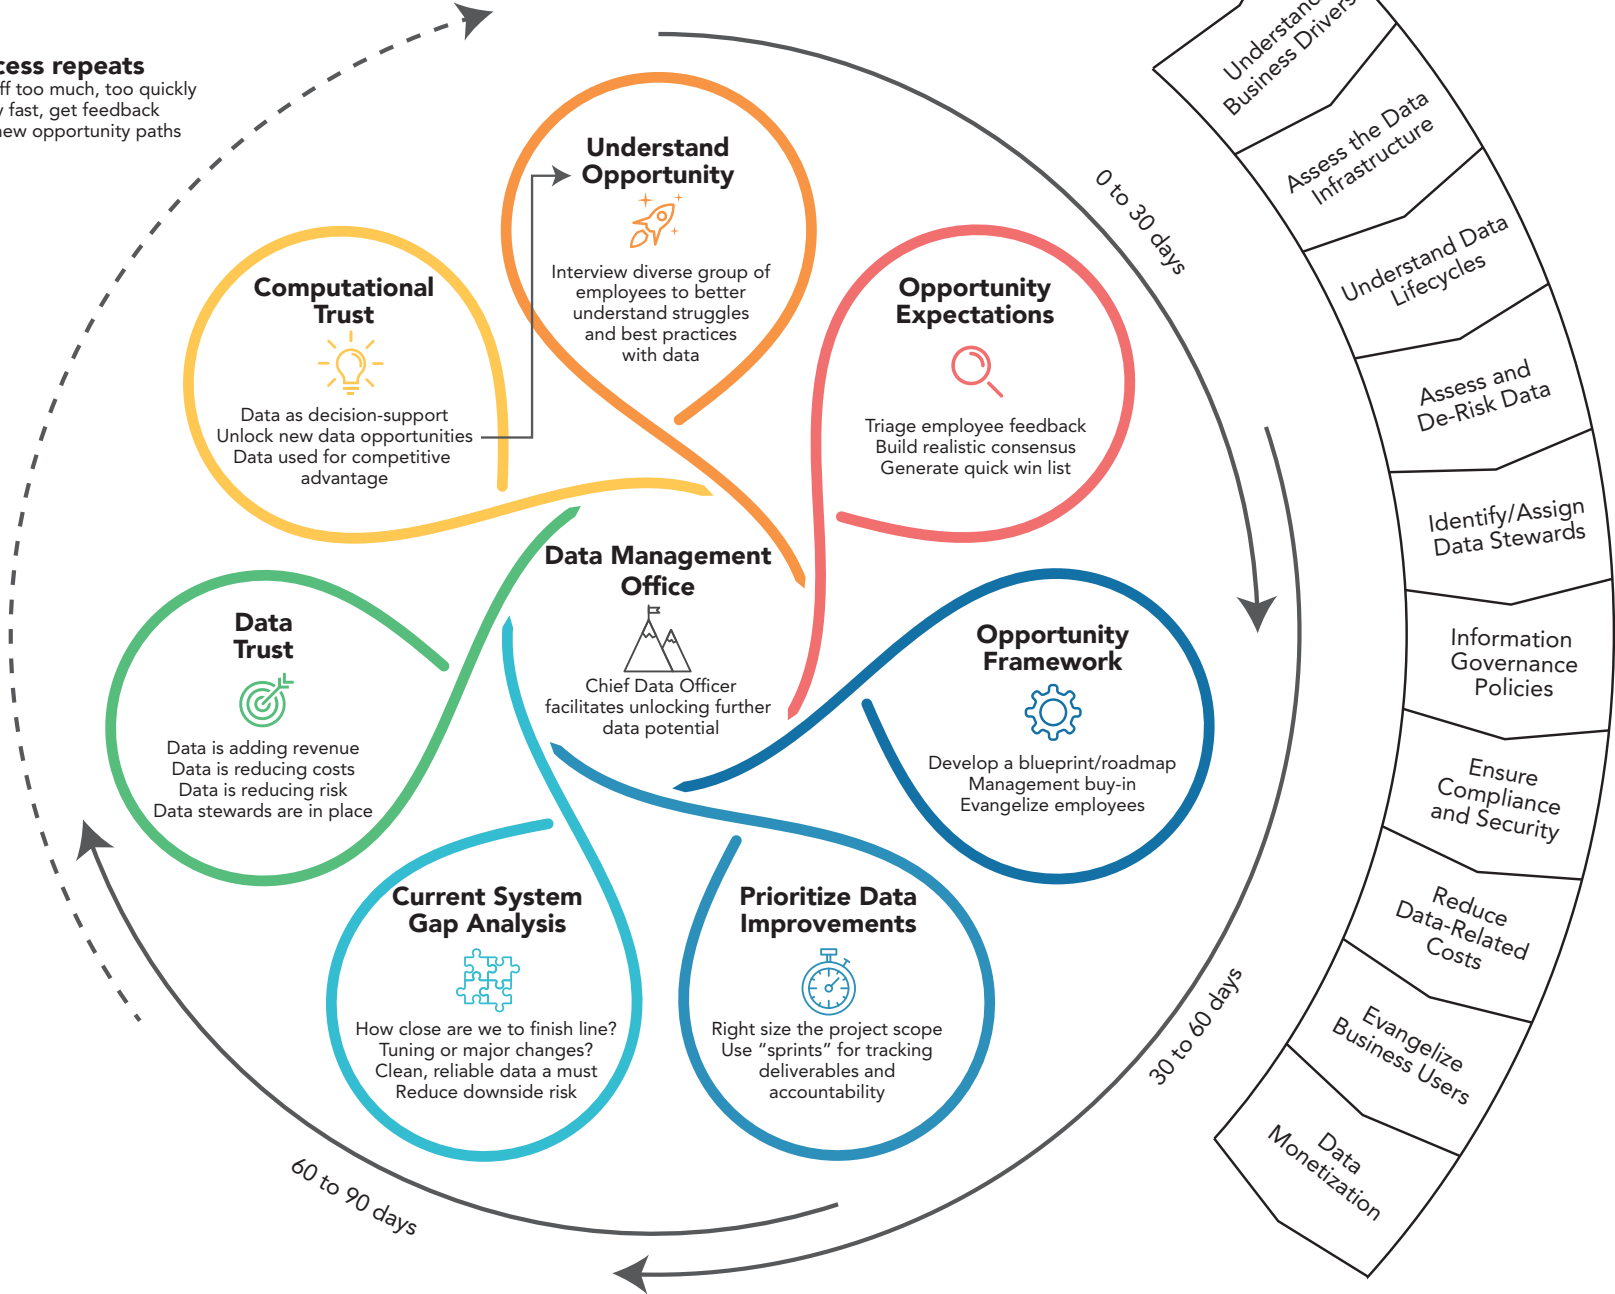 cess repeats
ff too much, too quickly
fast, get feedback
new opportunity paths
Understand
Opportunity
Interview diverse group of
employees to better
understand struggles
and best practices
with data
Opportunity
Expectations
Triage employee feedback
Build realistic consensus
Generate quick win list
Opportunity
Framework
Develop a blueprint/roadmap
Management buy-in
Evangelize employees
Prioritize Data
Improvements
Right size the project scope
Use “sprints” for tracking
deliverables and
accountability
Current System
Gap Analysis
How close are we to finish line?
Tuning or major changes?
Clean, reliable data a must
Reduce downside risk
Data
Trust
Data is adding revenue
Data is reducing costs
Data is reducing risk
Data stewards are in place
Computational
Trust
Data as decision-support
Unlock new data opportunities
Data used for competitive
advantage
Data Management
Office
Chief Data Officer
facilitates unlocking further
data potential
0 to 30 days
30 to 60 days
60 to 90 days
Understand
Business Drivers
Assess the Data
Infrastructure
Understand Data
Lifecycles
Assess and
De-Risk Data
Identify/Assign
Data Stewards
Information
Governance
Policies
Ensure
Compliance
and Security
Reduce
Data-Related
Costs
Evangelize
Business Users
Data
Monetization